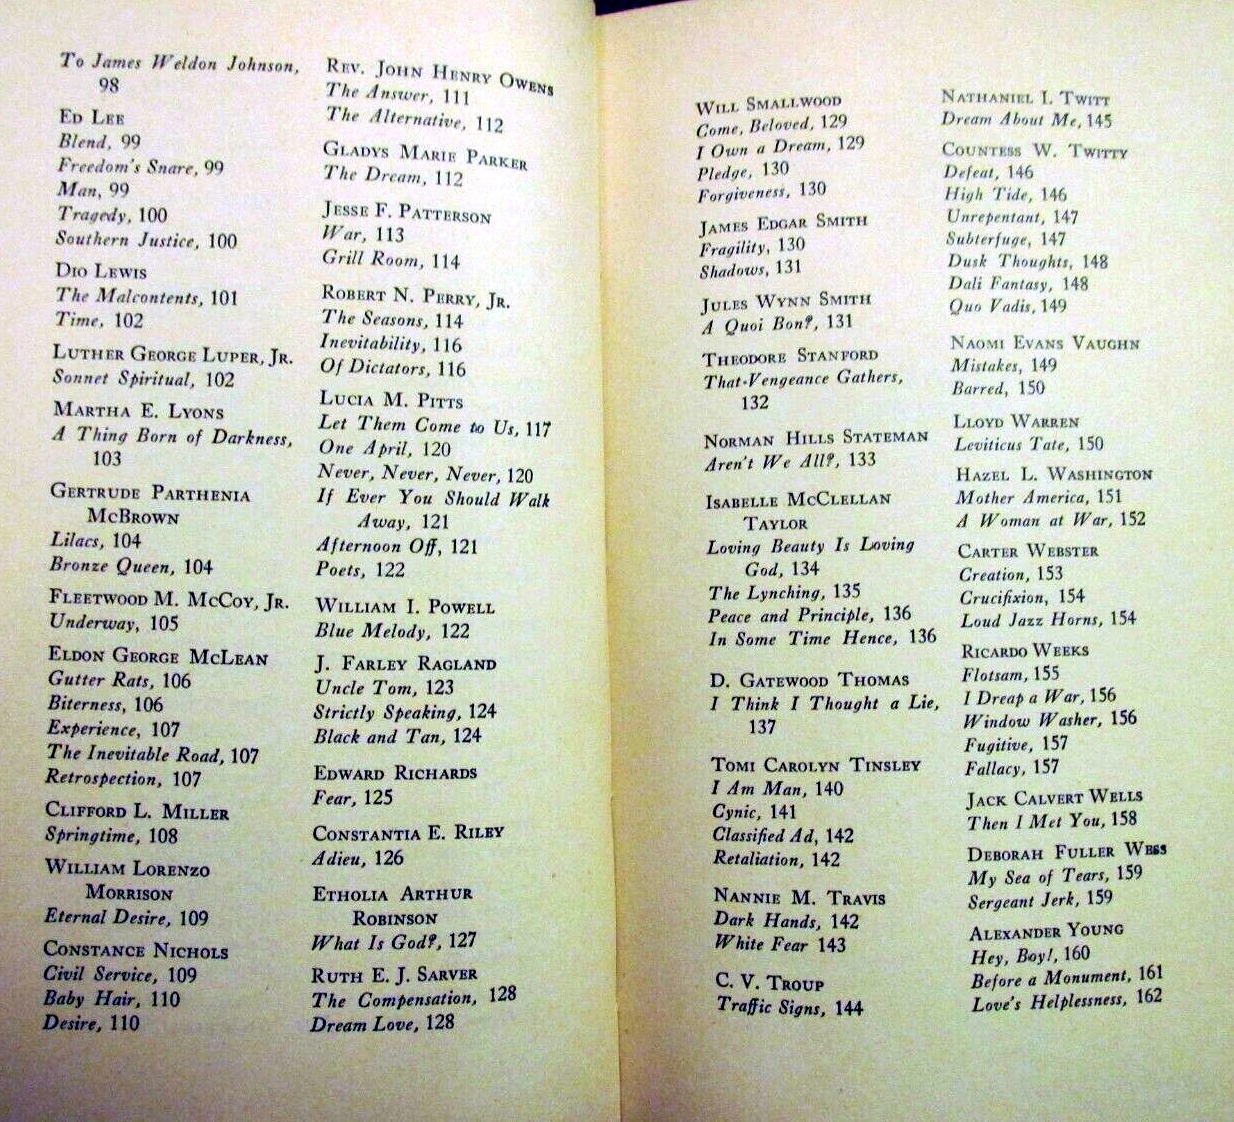 To James Weldon Johnson,
98
ED LEE
Blend, 99
Freedom's Snare, 99
Man, 99
Tragedy, 100
Southern Justice, 100
DIO LEWIS
The Malcontents, 101
Time, 102
LUTHER GEORGE LUPER, JR.
Sonnet Spiritual, 102
MARTHA E. LYONS
A Thing Born of Darkness,
103
GERTRUDE PARTHENIA
MCBROWN
Lilacs, 104
Bronze Queen, 104
FLEETWOOD M. MCCOY, JR.
Underway, 105
ELDON GEORGE MCLEAN
Gutter Rats, 106
Biterness, 106
Experience, 107
The Inevitable Road, 107
Retrospection, 107
CLIFFORD L. MILLER
Springtime, 108
WILLIAM LORENZO
MORRISON
Eternal Desire, 109
CONSTANCE NICHOLS
Civil Service, 109
Baby Hair, 110
Desire, 110
REV. JOHN HENRY OWENS
The Answer, 111
The Alternative, 112
GLADYS MARIE PARKER
The Dream, 112
JESSE F. PATTERSON
War, 113
Grill Room, 114
ROBERT N. PERRY, JR.
The Seasons, 114
Inevitability, 116
Of Dictators, 116
LUCIA M. PITTS
Let Them Come to Us, 117
One April, 120
Never, Never, Never, 120
If Ever You Should Walk
Away, 121
Afternoon Off, 121
Poets, 122
WILLIAM I. POWELL
Blue Melody, 122
J. FARLEY RAGLAND
Uncle Tom, 123
Strictly Speaking, 124
Black and Tan, 124
EDWARD RICHARDS
Fear, 125
CONSTANTIA E. RILEY
Adieu, 126
ETHOLIA ARTHUR
ROBINSON
What Is God?, 127
RUTH E. J. SARVER
The Compensation, 128
Dream Love, 128
WILL SMALLWOOD
Come, Beloved, 129
I Own a Dream, 129
Pledge, 130
Forgiveness, 130
JAMES EDGAR SMITH
Fragility, 130
Shadows, 131
JULES WYNN SMITH
A Quoi Bon?, 131
THEODORE STANFORD
That Vengeance Gathers,
132
NORMAN HILLS STATEMAN
Aren't We All?, 133
ISABELLE MCCLELLAN
TAYLOR
Loving Beauty Is Loving
God, 134
The Lynching, 135
Peace and Principle, 136
In Some Time Hence, 136
D. GATEWOOD THOMAS
I Think I Thought a Lie,
137
TOMI CAROLYN TINSLEY
I Am Man, 140
Cynic, 141
Classified Ad, 142
Retaliation, 142
NANNIE M. TRAVIS
Dark Hands, 142
White Fear 143
C. V. TROUP
Traffic Signs, 144
NATHANIEL I. TWITT
Dream About Me, 145
COUNTESS W. TWITTY
Defeat, 146
High Tide, 146
Unrepentant, 147
Subterfuge, 147
Dusk Thoughts, 148
Dali Fantasy, 148
Quo Vadis, 149
NAOMI EVANS VAUGHN
Mistakes, 149
Barred, 150
LLOYD WARREN
Leviticus Tate, 150
HAZEL L. WASHINGTON
Mother America, 151
A Woman at War, 152
CARTER WEBSTER
Creation, 153
Crucifixion, 154
Loud Jazz Horns, 154
RICARDO WEEKS
Flotsam, 155
I Dreap a War, 156
Window Washer, 156
Fugitive, 157
Fallacy, 157
JACK CALVERT WELLS
Then I Met You, 158
DEBORAH FULLER WESS
My Sea of Tears, 159
Sergeant Jerk, 159
ALEXANDER YOUNG
Hey, Boy!, 160
Before a Monument, 161
Love's Helplessness, 162